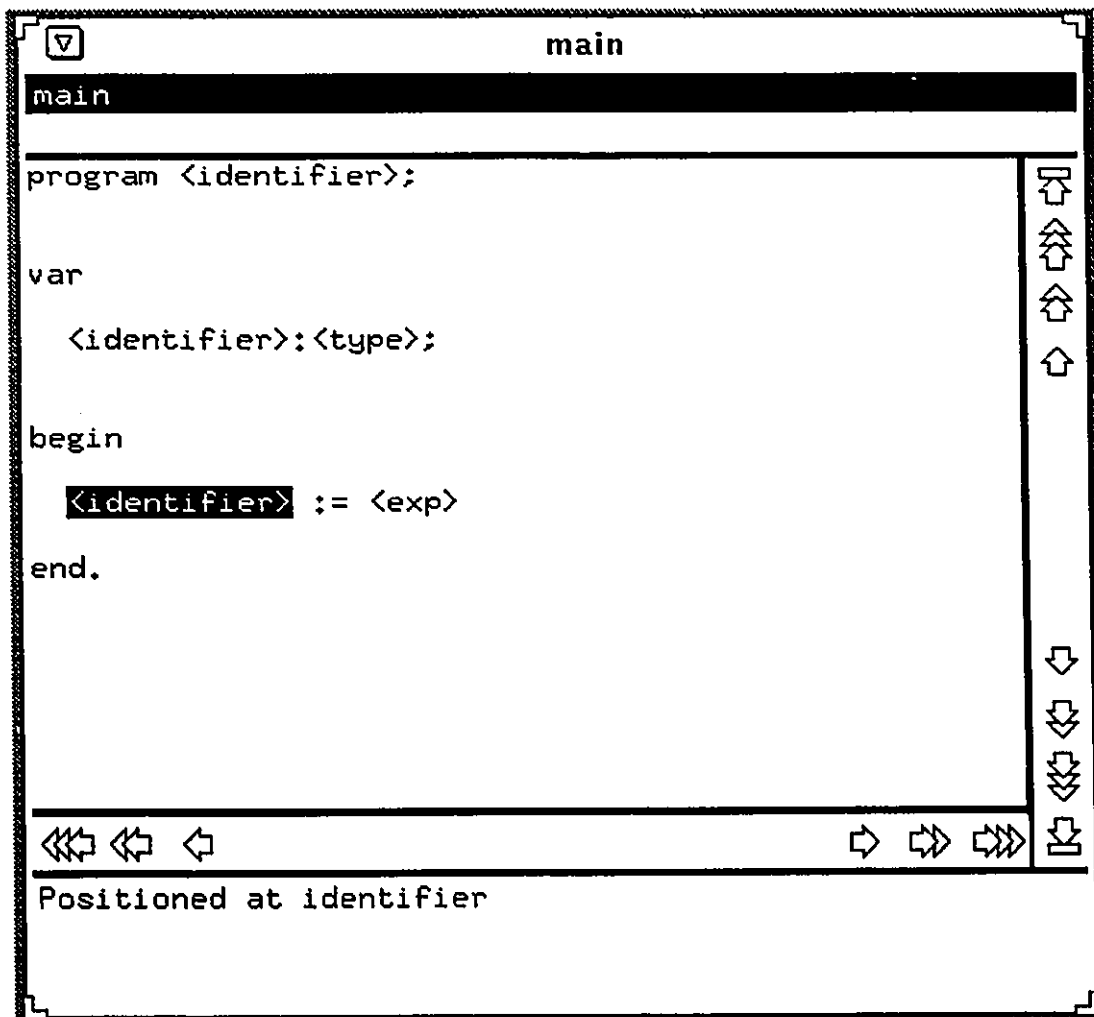 main
main
program <identifier>;
var
<identifier>:<type>;
begin
<identifier> := <exp>
end.
Positioned at identifier